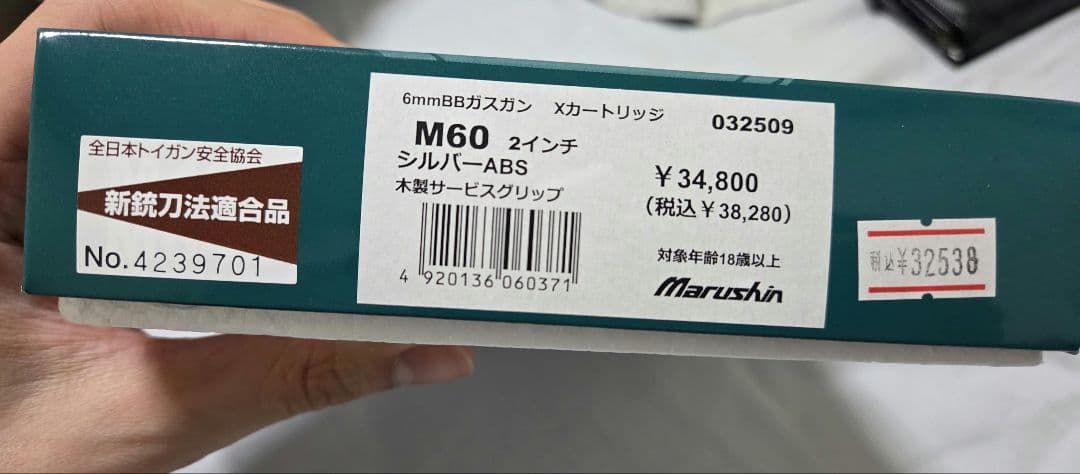 全日本トイガン安全協会
新銃刀法適合品
No.4239701
6mmBBガスガン Xカートリッジ
032509
M60 2インチ
シルバーABS
木製サービスグリップ
¥34,800
(税込¥38,280)
4 920136 060371
対象年齢18歳以上
Marushin
税込¥32538